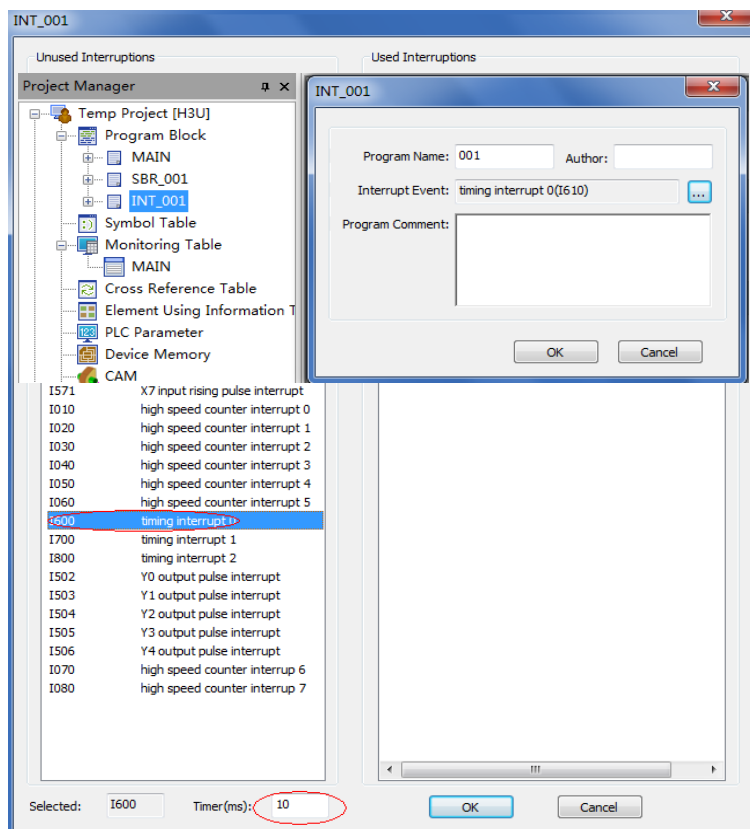 INT_001
Unused Interruptions
Used Interruptions
Project Manager
Temp Project [H3U]
Program Block
MAIN
SBR_001
INT_001
Symbol Table
Monitoring Table
MAIN
Cross Reference Table
Element Using Information T
PLC Parameter
Device Memory
CAM
INT_001
Program Name: 001 Author:
Interrupt Event: timing interrupt 0(I610) ...
Program Comment:
OK Cancel
I571 X7 input rising pulse interrupt
I010 high speed counter interrupt 0
I020 high speed counter interrupt 1
I030 high speed counter interrupt 2
I040 high speed counter interrupt 3
I050 high speed counter interrupt 4
I060 high speed counter interrupt 5
I600 timing interrupt 0
I700 timing interrupt 1
I800 timing interrupt 2
I502 Y0 output pulse interrupt
I503 Y1 output pulse interrupt
I504 Y2 output pulse interrupt
I505 Y3 output pulse interrupt
I506 Y4 output pulse interrupt
I070 high speed counter interrup 6
I080 high speed counter interrup 7
Selected: I600 Timer(ms): 10 OK Cancel